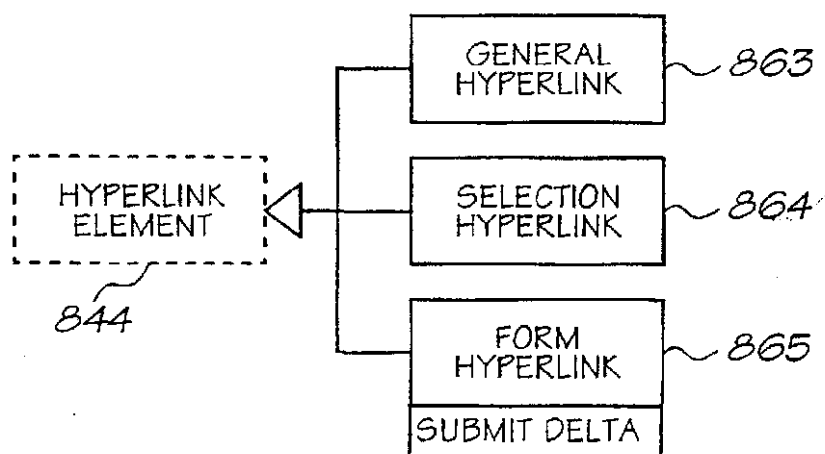 GENERAL
HYPERLINK
863
HYPERLINK
ELEMENT
844
SELECTION
HYPERLINK
864
FORM
HYPERLINK
865
SUBMIT DELTA